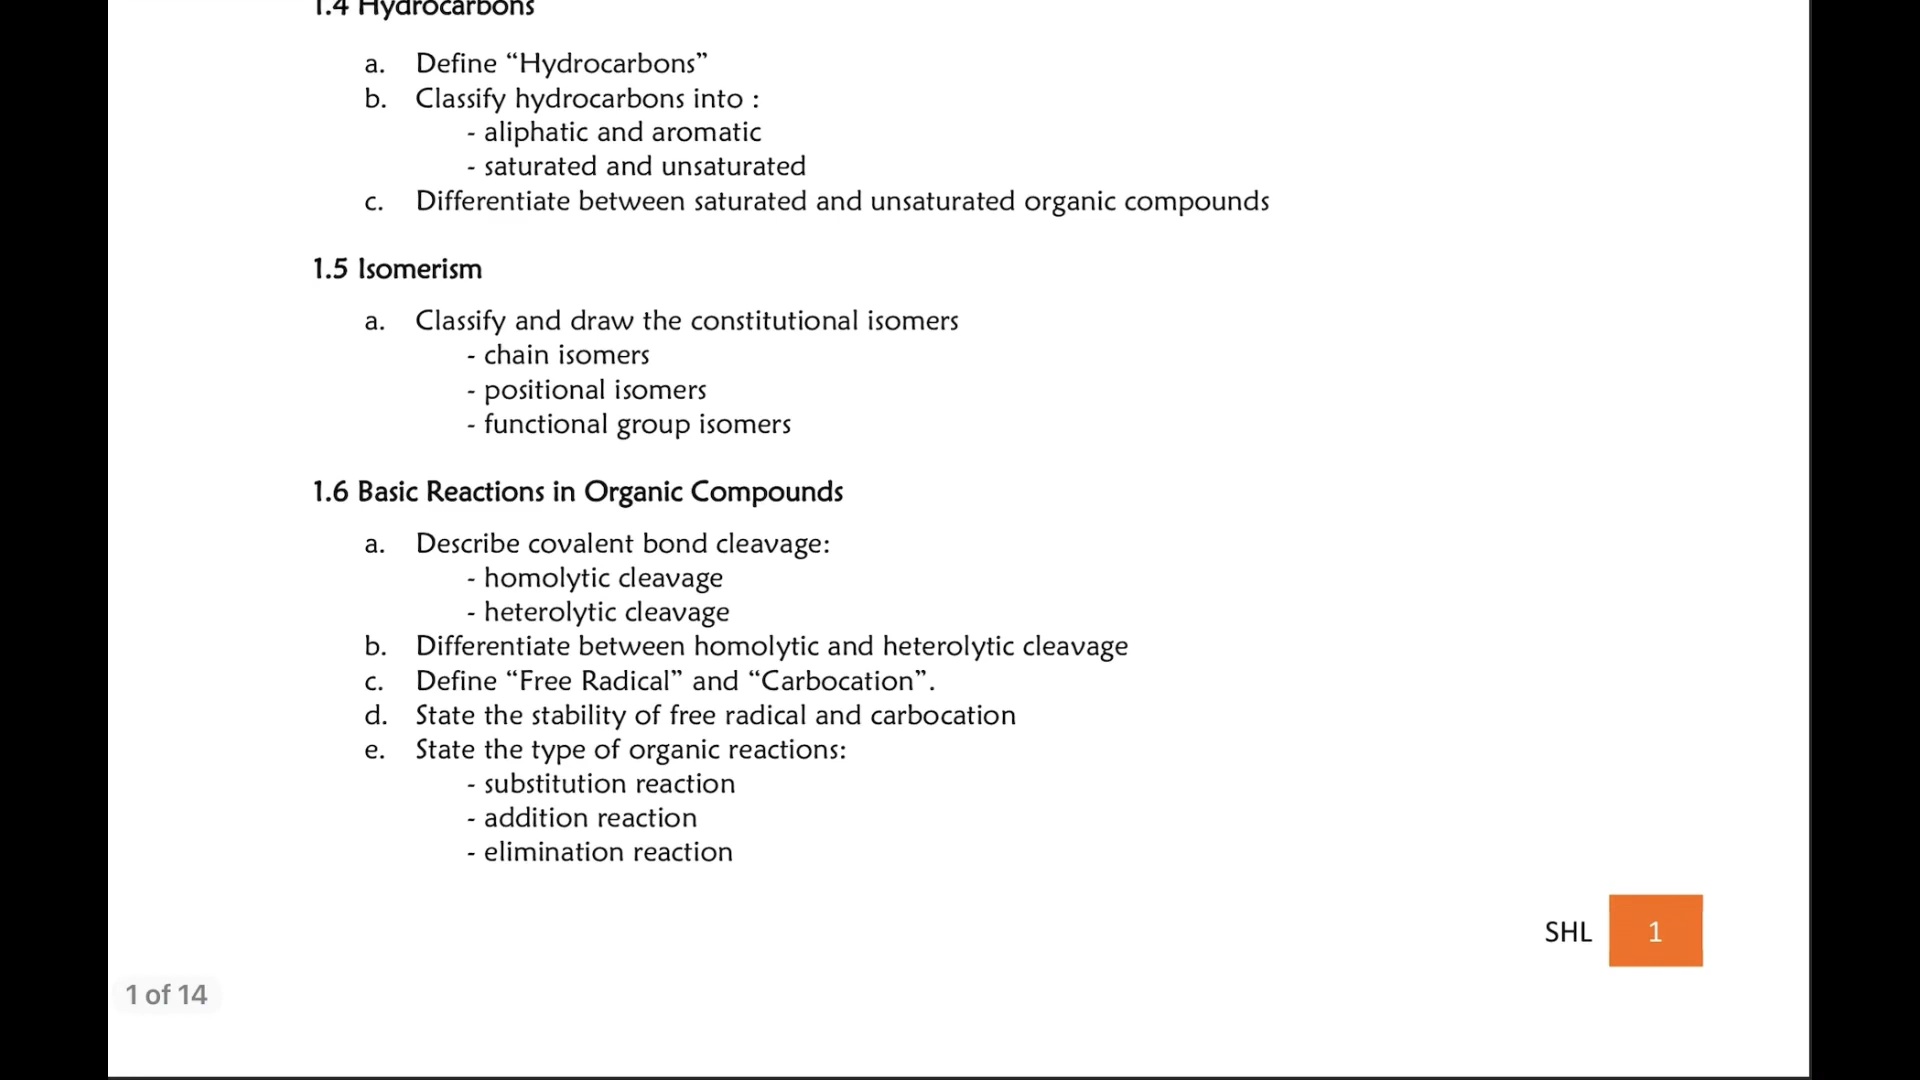 1.4 Hydrocarbons
a. Define “Hydrocarbons”
b. Classify hydrocarbons into :
- aliphatic and aromatic
- saturated and unsaturated
c. Differentiate between saturated and unsaturated organic compounds
1.5 Isomerism
a. Classify and draw the constitutional isomers
- chain isomers
- positional isomers
- functional group isomers
1.6 Basic Reactions in Organic Compounds
a. Describe covalent bond cleavage:
- homolytic cleavage
- heterolytic cleavage
b. Differentiate between homolytic and heterolytic cleavage
c. Define “Free Radical” and “Carbocation”.
d. State the stability of free radical and carbocation
e. State the type of organic reactions:
- substitution reaction
- addition reaction
- elimination reaction
SHL 1
1 of 14